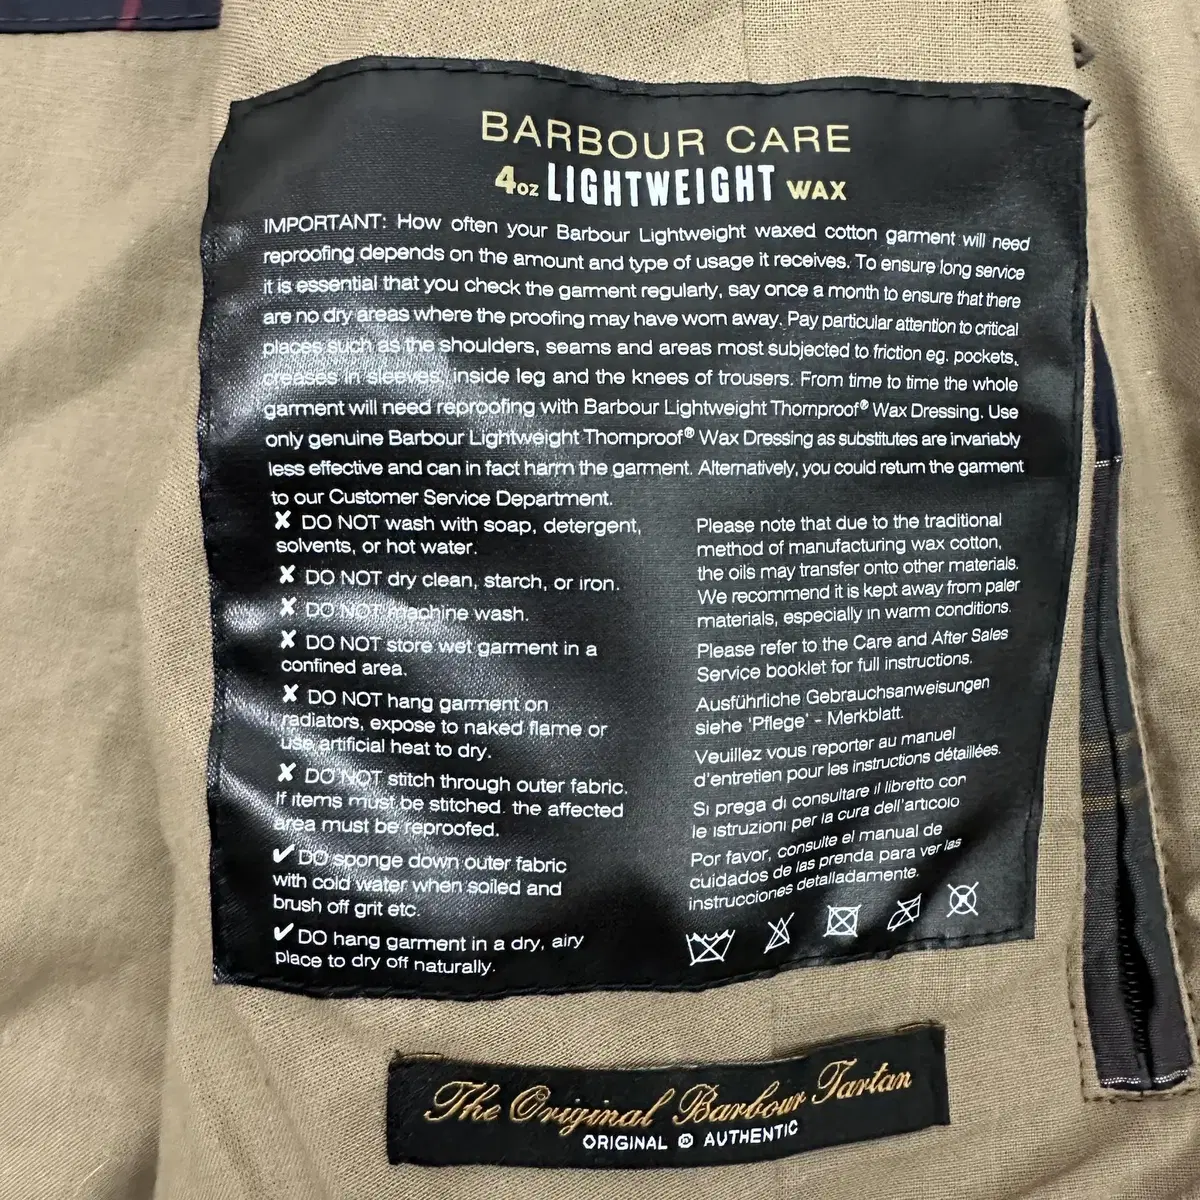 BARBOUR CARE
4oz LIGHTWEIGHT WAX
IMPORTANT: How often your Barbour Lightweight waxed cotton garment will need
reproofing depends on the amount and type of usage it receives. To ensure long service
it is essential that you check the garment regularly, say once a month to ensure that there
are no dry areas where the proofing may have worn away. Pay particular attention to critical
places such as the shoulders, seams and areas most subjected to friction eg. pockets,
creases in sleeves, inside leg and the knees of trousers. From time to time the whole
garment will need reproofing with Barbour Lightweight Thornproof® Wax Dressing. Use
only genuine Barbour Lightweight Thornproof® Wax Dressing as substitutes are invariably
less effective and can in fact harm the garment. Alternatively, you could return the garment
to our Customer Service Department.
✘ DO NOT wash with soap, detergent,
solvents, or hot water.
✘ DO NOT dry clean, starch, or iron.
✘ DO NOT machine wash.
✘ DO NOT store wet garment in a
confined area.
✘ DO NOT hang garment on
radiators, expose to naked flame or
use artificial heat to dry.
✘ DO NOT stitch through outer fabric.
If items must be stitched. the affected
area must be reproofed.
✔ DO sponge down outer fabric
with cold water when soiled and
brush off grit etc.
✔ DO hang garment in a dry, airy
place to dry off naturally.
Please note that due to the traditional
method of manufacturing wax cotton,
the oils may transfer onto other materials.
We recommend it is kept away from paler
materials, especially in warm conditions.
Please refer to the Care and After Sales
Service booklet for full instructions.
Ausführliche Gebrauchsanweisungen
siehe 'Pflege' - Merkblatt.
Veuillez vous reporter au manuel
d'entretien pour les instructions détaillées.
Si prega di consultare il libretto con
le istruzioni per la cura dell'articolo
Por favor, consulte el manual de
cuidados de las prenda para ver las
instrucciones detalladamente.
The Original Barbour Tartan
ORIGINAL ® AUTHENTIC